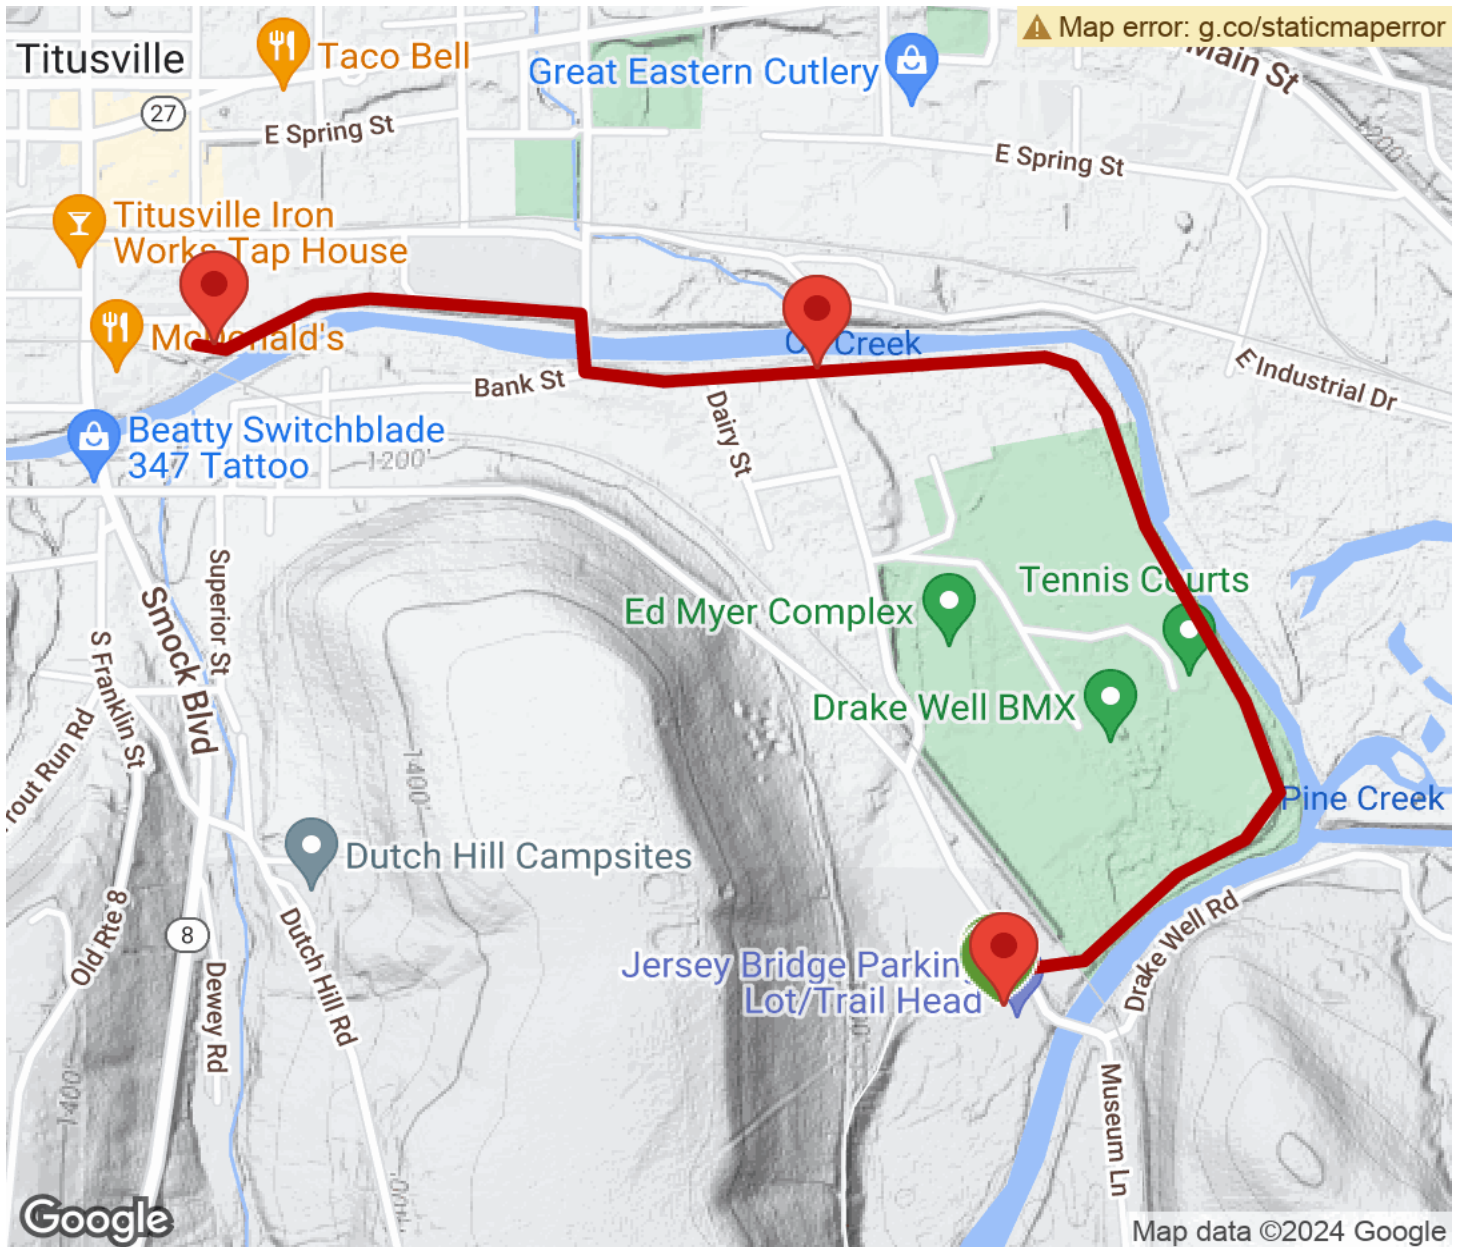 Map error: g.co/staticmaperror
Titusville
Taco Bell
Great Eastern Cutlery
Main St
27
E Spring St
E Spring St
1200'
Titusville Iron
Works Tap House
McDonald's
Creek
E Industrial Dr
Bank St
Dairy St
Beatty Switchblade
347 Tattoo
1200'
Superior St
Smock Blvd
S Franklin St
Tennis Courts
Ed Myer Complex
Drake Well BMX
Trout Run Rd
1400'
Pine Creek
Dutch Hill Campsites
Old Rte 8
8
Dewey Rd
Dutch Hill Rd
Drake Well Rd
Jersey Bridge Parking
Lot/Trail Head
1400'
Museum Ln
Google
Map data ©2024 Google